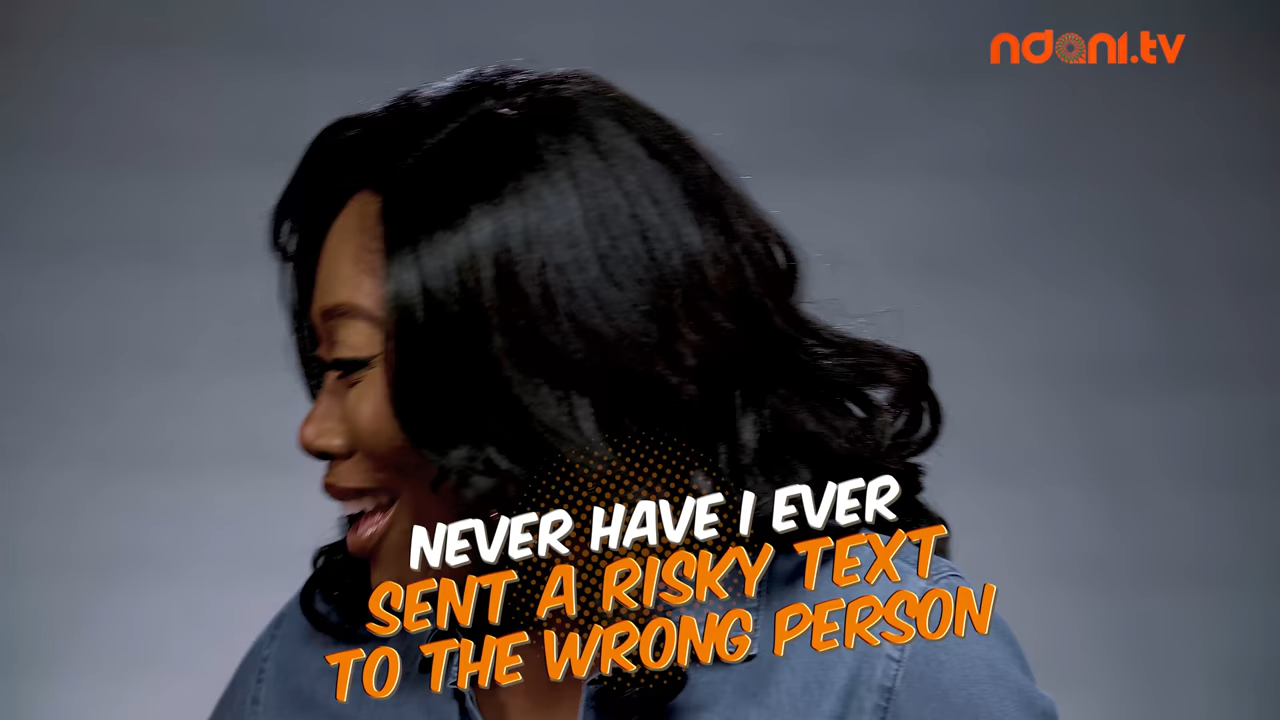 ndani.tv
NEVER HAVE I EVER
SENT A RISKY TEXT
TO THE WRONG PERSON